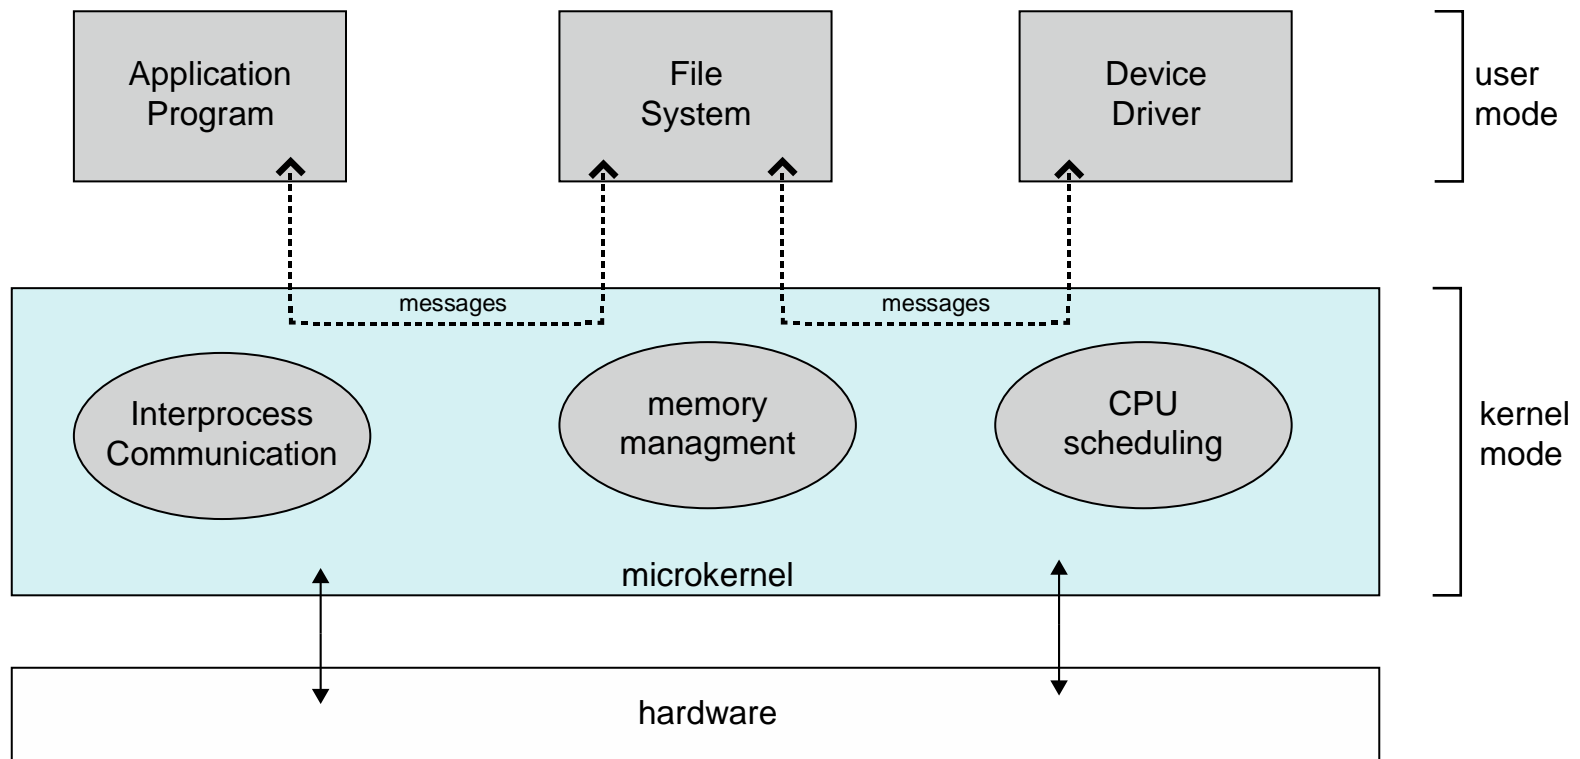 Application
Program
File
System
Device
Driver
user
mode
messages
messages
Interprocess
Communication
memory
managment
CPU
scheduling
kernel
mode
microkernel
hardware